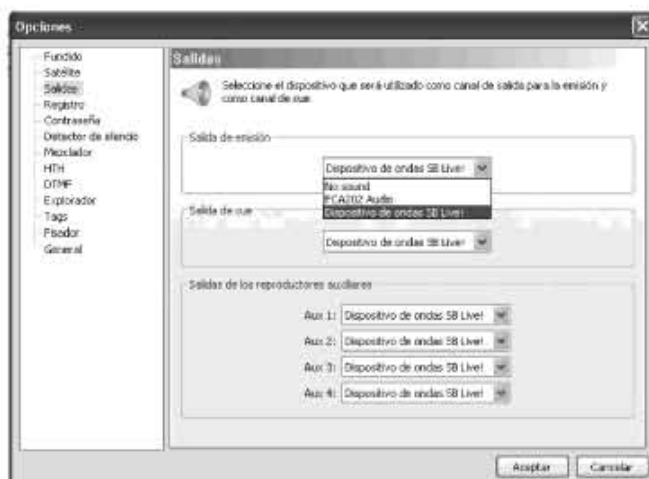 Opciones
Fundido
Satélite
Salidas
Registro
Contraseña
Detector de silencio
Mezclador
HTH
DTMF
Explorador
Tags
Pisador
General
Salidas
Seleccione el dispositivo que será utilizado como canal de salida para la emisión y
como canal de cue.
Salida de emisión
Dispositivo de ondas SB Live!
No sound
PCA202 Audio
Dispositivo de ondas SB Live!
Salida de cue
Dispositivo de ondas SB Live!
Salidas de los reproductores auxiliares
Aux 1: Dispositivo de ondas SB Live!
Aux 2: Dispositivo de ondas SB Live!
Aux 3: Dispositivo de ondas SB Live!
Aux 4: Dispositivo de ondas SB Live!
Aceptar Cancelar